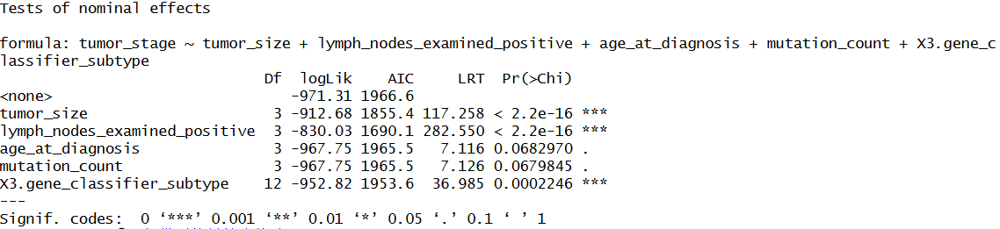 Tests of nominal effects
formula: tumor_stage ~ tumor_size + lymph_nodes_examined_positive + age_at_diagnosis + mutation_count + X3.gene_c
lassifier_subtype
Df logLik AIC LRT Pr(>Chi)
<none> -971.31 1966.6
tumor_size 3 -912.68 1855.4 117.258 < 2.2e-16 ***
lymph_nodes_examined_positive 3 -830.03 1690.1 282.550 < 2.2e-16 ***
age_at_diagnosis 3 -967.75 1965.5 7.116 0.0682970 .
mutation_count 3 -967.75 1965.5 7.126 0.0679845 .
X3.gene_classifier_subtype 12 -952.82 1953.6 36.985 0.0002246 ***
---
Signif. codes: 0 ‘***’ 0.001 ‘**’ 0.01 ‘*’ 0.05 ‘.’ 0.1 ‘ ’ 1